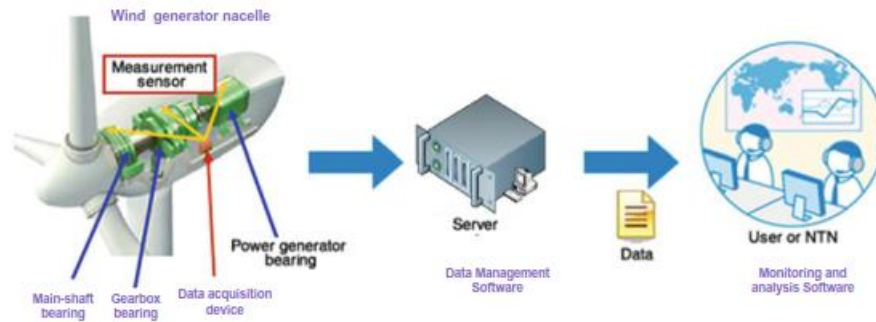 Wind generator nacelle
Measurement
sensor
Power generator
bearing
Main-shaft
bearing
Gearbox
bearing
Data acquisition
device
Server
Data Management
Software
Data
User or NTN
Monitoring and
analysis Software